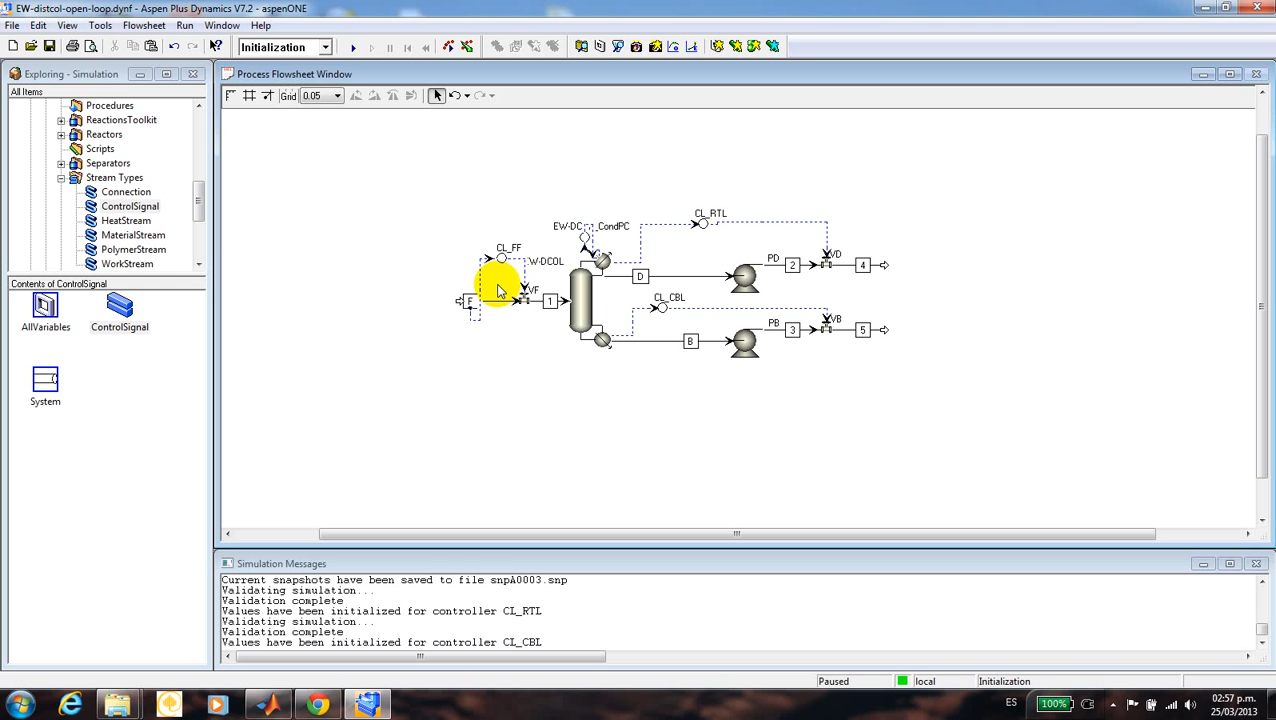 EW-distcol-open-loop.dynf - Aspen Plus Dynamics V7.2 - aspenONE
File Edit View Tools Flowsheet Run Window Help
Initialization
Exploring - Simulation
All Items
Procedures
ReactionsToolkit
Reactors
Scripts
Separators
Stream Types
Connection
ControlSignal
HeatStream
MaterialStream
PolymerStream
WorkStream
Contents of ControlSignal
AllVariables
ControlSignal
System
Process Flowsheet Window
Grid 0.05
CL_RTL
EW-DC _CondPC
CL_FF
W-DCOL
VD
PD 2 4
D
VF
F 1
CL_CBL
VB
PB 3 5
B
Simulation Messages
Current snapshots have been saved to file snpA0003.snp
Validating simulation...
Validation complete
Values have been initialized for controller CL_RTL
Validating simulation...
Validation complete
Values have been initialized for controller CL_CBL
Paused local Initialization
ES 100% 02:57 p.m.
25/03/2013